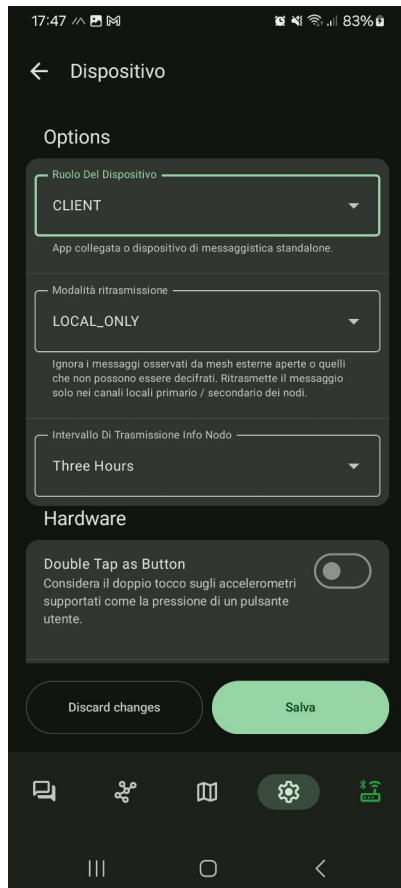 17:47
83%
Dispositivo
Options
Ruolo Del Dispositivo
CLIENT
App collegata o dispositivo di messaggistica standalone.
Modalità ritrasmissione
LOCAL_ONLY
Ignora i messaggi osservati da mesh esterne aperte o quelli
che non possono essere decifrati. Ritrasmette il messaggio
solo nei canali locali primario / secondario dei nodi.
Intervallo Di Trasmissione Info Nodo
Three Hours
Hardware
Double Tap as Button
Considera il doppio tocco sugli accelerometri
supportati come la pressione di un pulsante
utente.
Discard changes
Salva